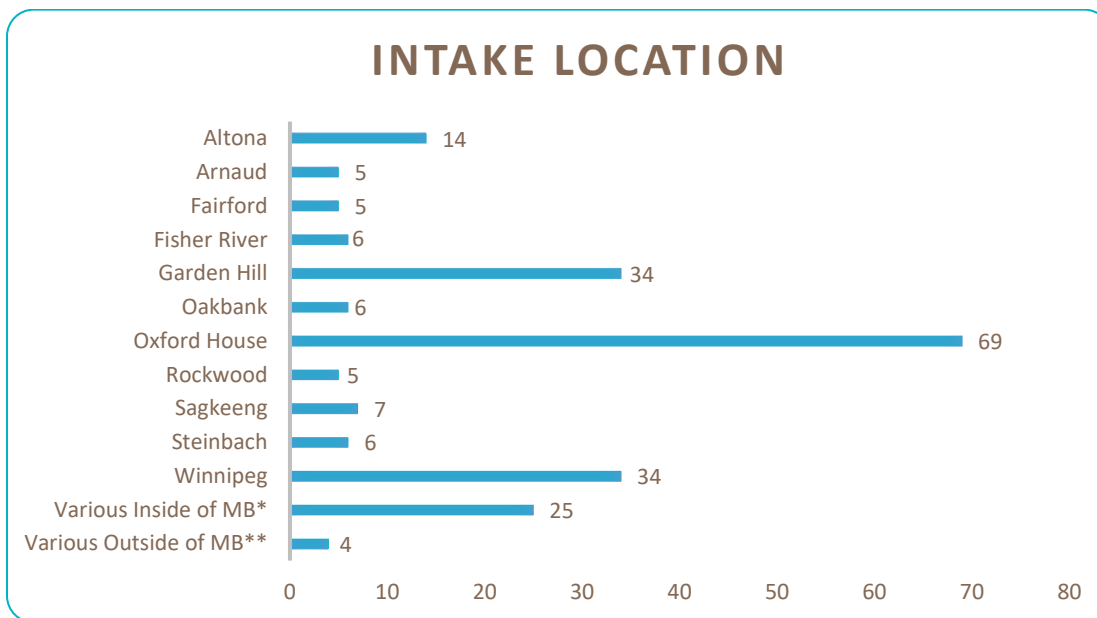 INTAKE LOCATION
Altona 14
Arnaud 5
Fairford 5
Fisher River 6
Garden Hill 34
Oakbank 6
Oxford House 69
Rockwood 5
Sagkeeng 7
Steinbach 6
Winnipeg 34
Various Inside of MB* 25
Various Outside of MB** 4
0 10 20 30 40 50 60 70 80